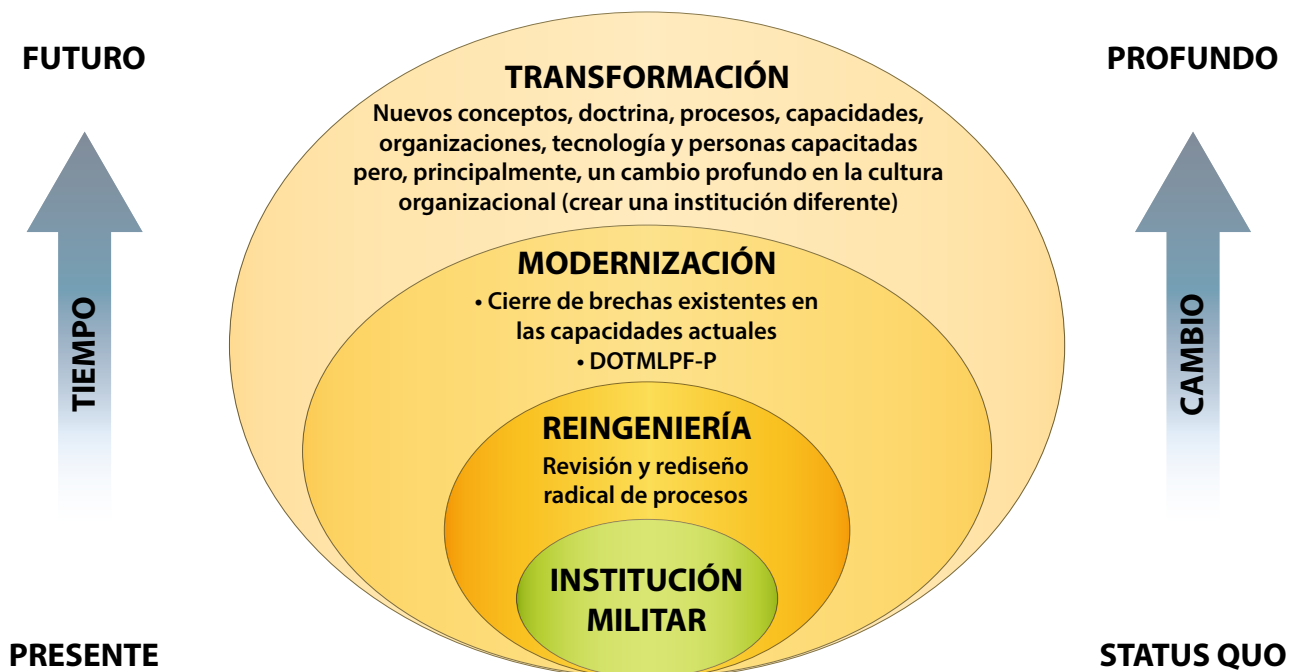 FUTURO
PROFUNDO
TRANSFORMACIÓN
Nuevos conceptos, doctrina, procesos, capacidades,
organizaciones, tecnología y personas capacitadas
pero, principalmente, un cambio profundo en la cultura
organizacional (crear una institución diferente)
MODERNIZACIÓN
• Cierre de brechas existentes en
las capacidades actuales
• DOTMLPF-P
TIEMPO
CAMBIO
REINGENIERÍA
Revisión y rediseño
radical de procesos
INSTITUCIÓN
MILITAR
PRESENTE
STATUS QUO